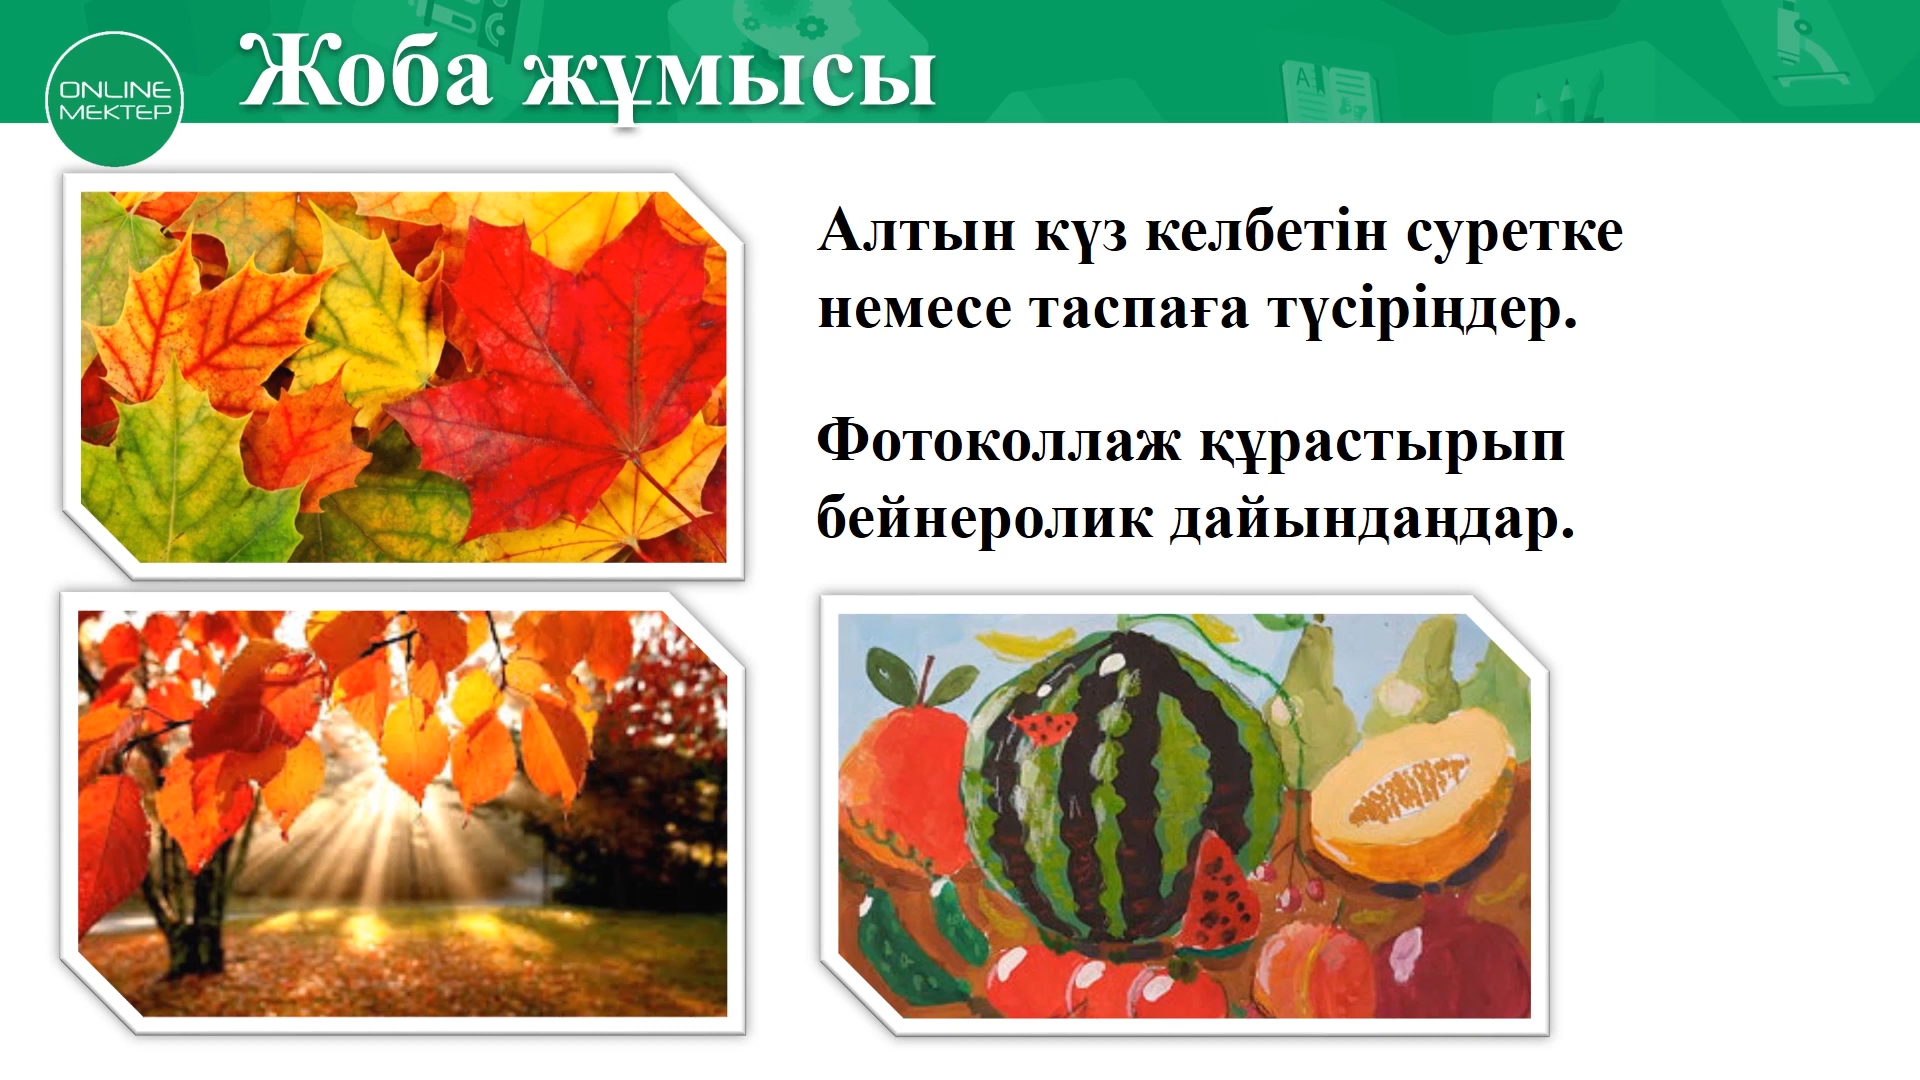 ONLINE
MEKTEP
Жоба жұмысы
Алтын күз келбетін суретке
немесе таспаға түсіріңдер.
Фотоколлаж құрастырып
бейнеролик дайындаңдар.